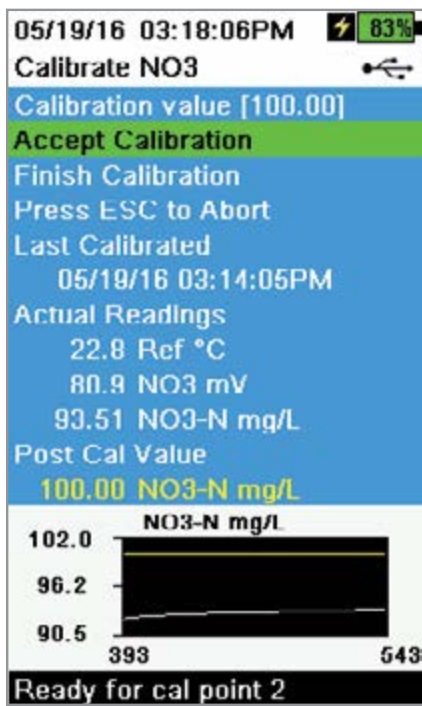 05/19/16 03:18:06PM 83%
Calibrate NO3
Calibration value [100.00]
Accept Calibration
Finish Calibration
Press ESC to Abort
Last Calibrated
05/19/16 03:14:05PM
Actual Readings
22.8 Ref °C
80.9 NO3 mV
93.51 NO3-N mg/L
Post Cal Value
100.00 NO3-N mg/L
NO3-N mg/L
102.0
96.2
90.5
393 543
Ready for cal point 2